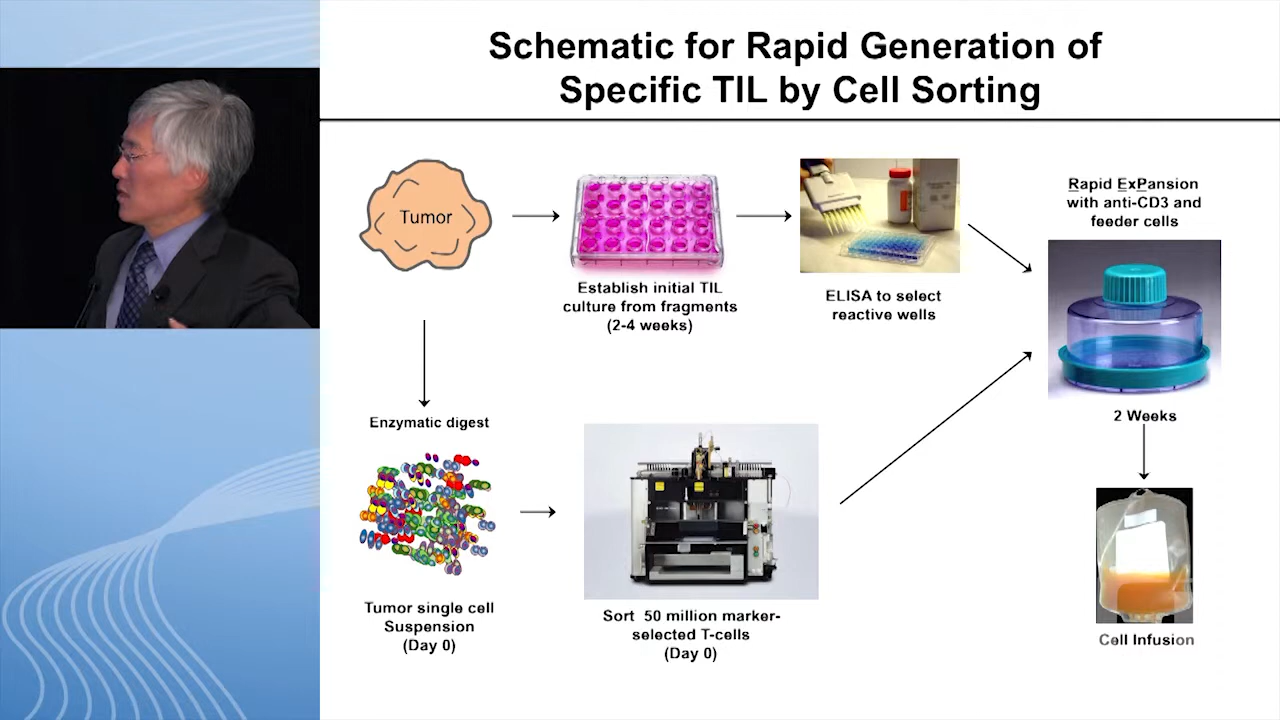 Schematic for Rapid Generation of
Specific TIL by Cell Sorting
Tumor
Establish initial TIL
culture from fragments
(2-4 weeks)
ELISA to select
reactive wells
Rapid ExPansion
with anti-CD3 and
feeder cells
2 Weeks
Cell Infusion
Enzymatic digest
Tumor single cell
Suspension
(Day 0)
Sort 50 million marker-
selected T-cells
(Day 0)